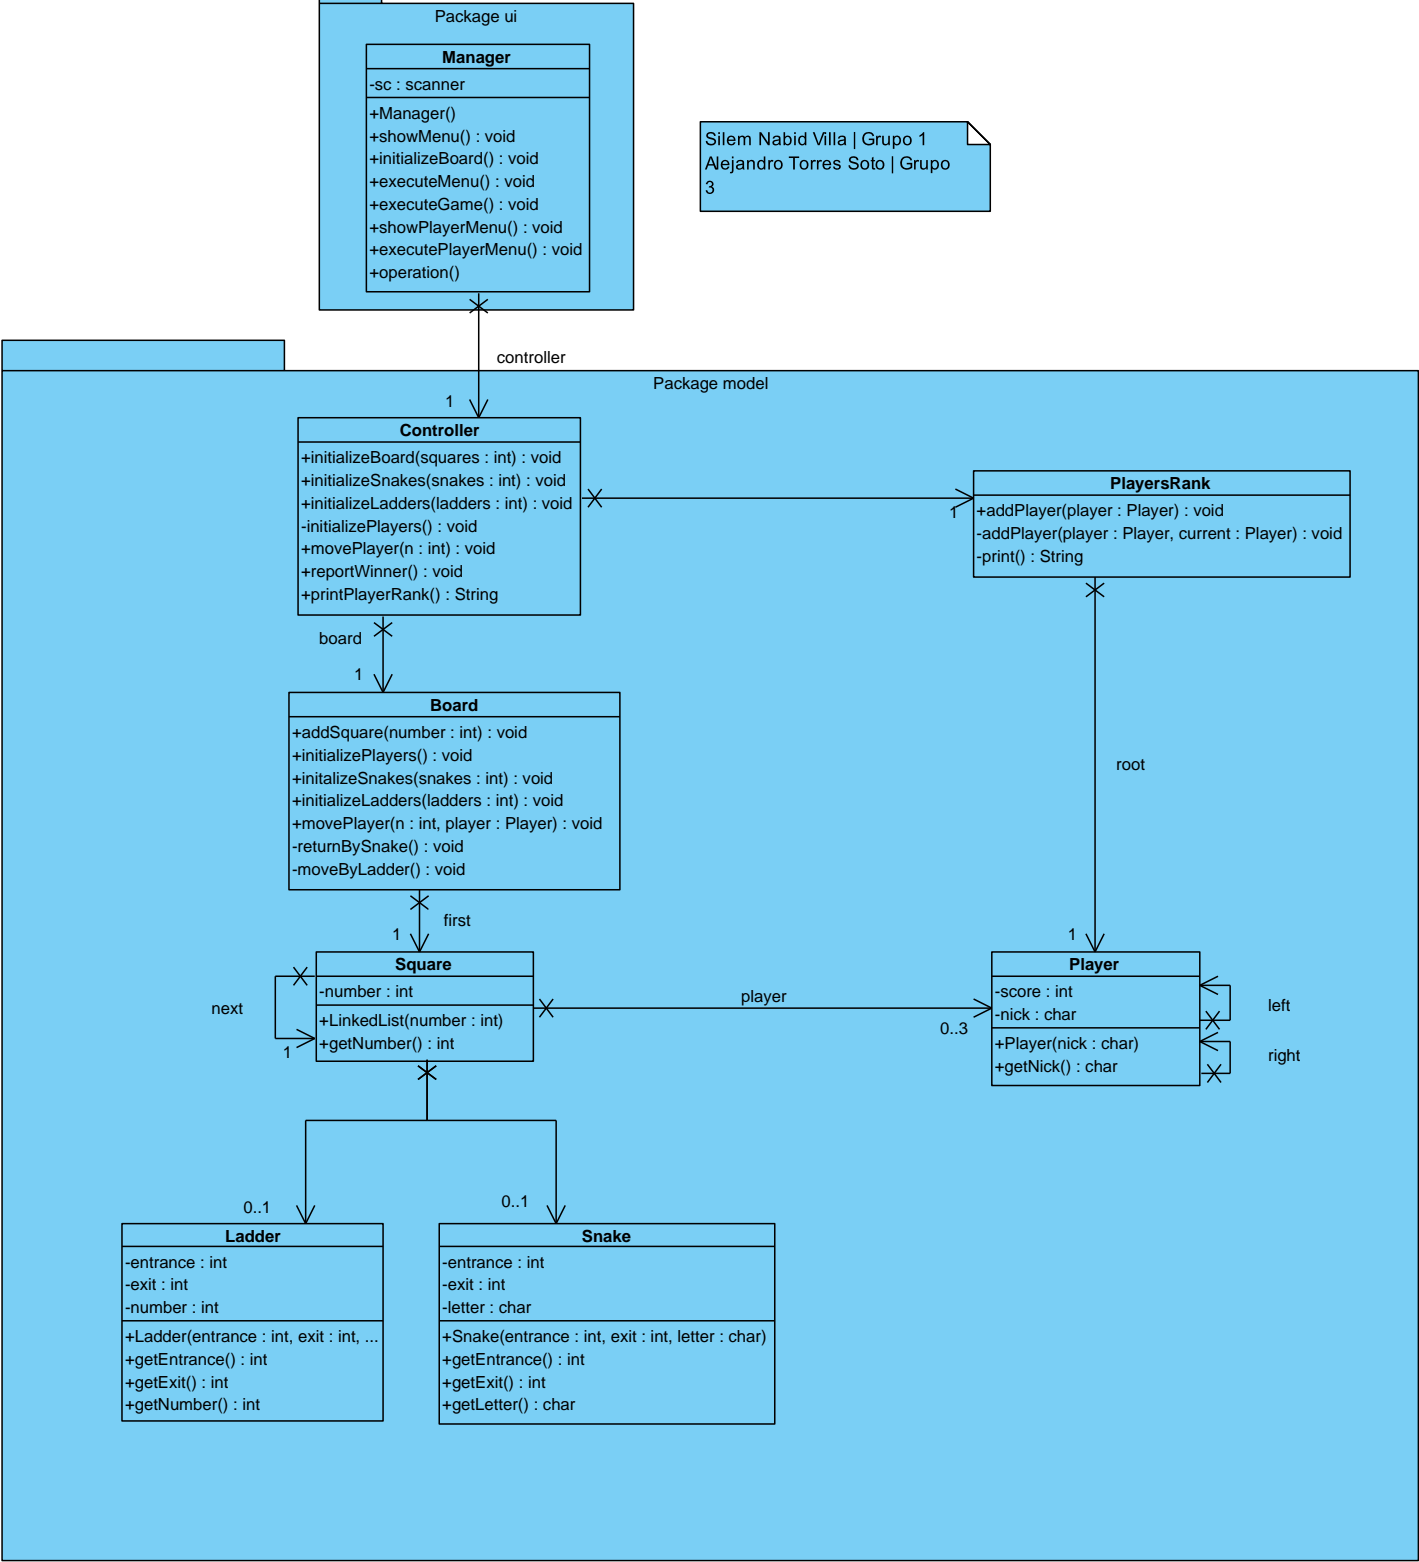 Package ui
Manager
-sc : scanner
+Manager()
+showMenu() : void
+initializeBoard() : void
+executeMenu() : void
+executeGame() : void
+showPlayerMenu() : void
+executePlayerMenu() : void
+operation()
Silem Nabid Villa | Grupo 1
Alejandro Torres Soto | Grupo
3
controller
1
Package model
Controller
+initializeBoard(squares : int) : void
+initializeSnakes(snakes : int) : void
+initializeLadders(ladders : int) : void
-initializePlayers() : void
+movePlayer(n : int) : void
+reportWinner() : void
+printPlayerRank() : String
1
PlayersRank
+addPlayer(player : Player) : void
-addPlayer(player : Player, current : Player) : void
-print() : String
board
1
Board
+addSquare(number : int) : void
+initializePlayers() : void
+initalizeSnakes(snakes : int) : void
+initializeLadders(ladders : int) : void
+movePlayer(n : int, player : Player) : void
-returnBySnake() : void
-moveByLadder() : void
root
1
first
1
Square
-number : int
+LinkedList(number : int)
+getNumber() : int
next
1
player
0..3
Player
-score : int
-nick : char
+Player(nick : char)
+getNick() : char
left
right
0..1
0..1
Ladder
-entrance : int
-exit : int
-number : int
+Ladder(entrance : int, exit : int, ...
+getEntrance() : int
+getExit() : int
+getNumber() : int
Snake
-entrance : int
-exit : int
-letter : char
+Snake(entrance : int, exit : int, letter : char)
+getEntrance() : int
+getExit() : int
+getLetter() : char